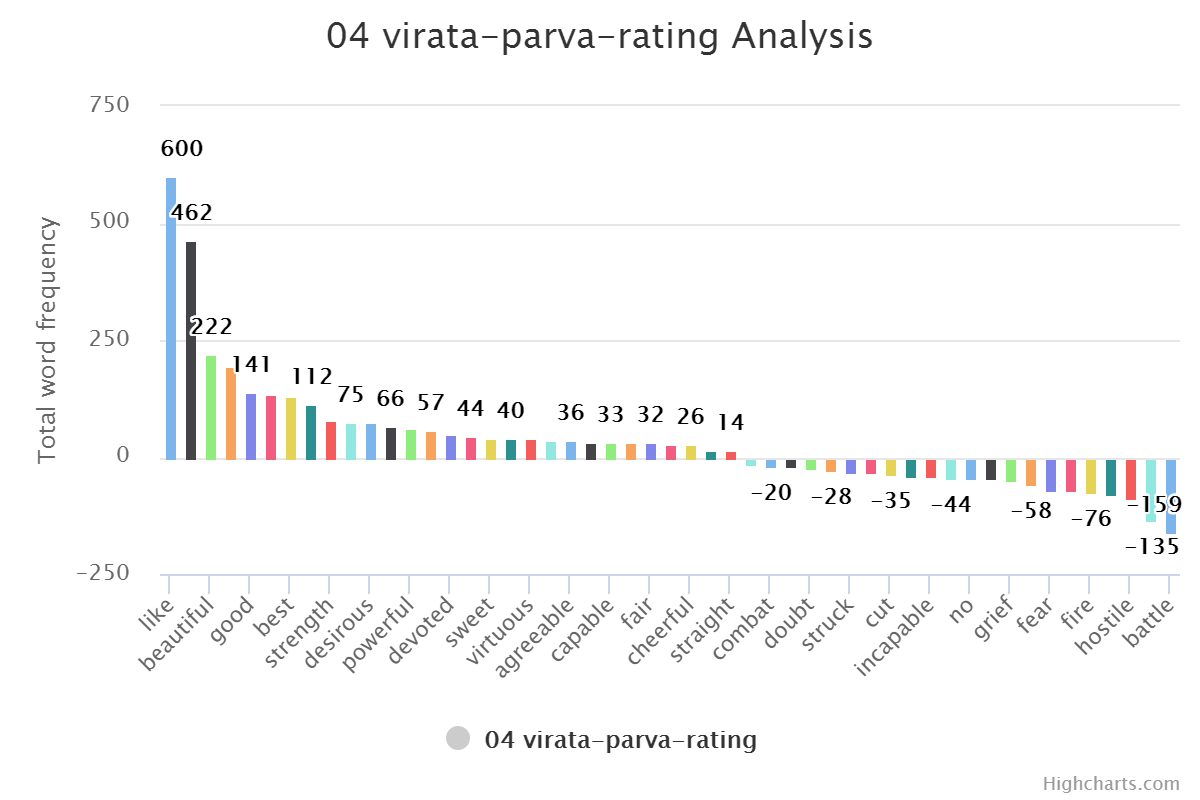 04 virata-parva-rating Analysis
Total word frequency
750
500
250
0
-250
600
462
222
141
112
75
66
57
44
40
36
33
32
26
14
-20
-28
-35
-44
-58
-76
-159
-135
like
beautiful
good
best
strength
desirous
powerful
devoted
sweet
virtuous
agreeable
capable
fair
cheerful
straight
combat
doubt
struck
cut
incapable
no
grief
fear
fire
hostile
battle
04 virata-parva-rating
Highcharts.com